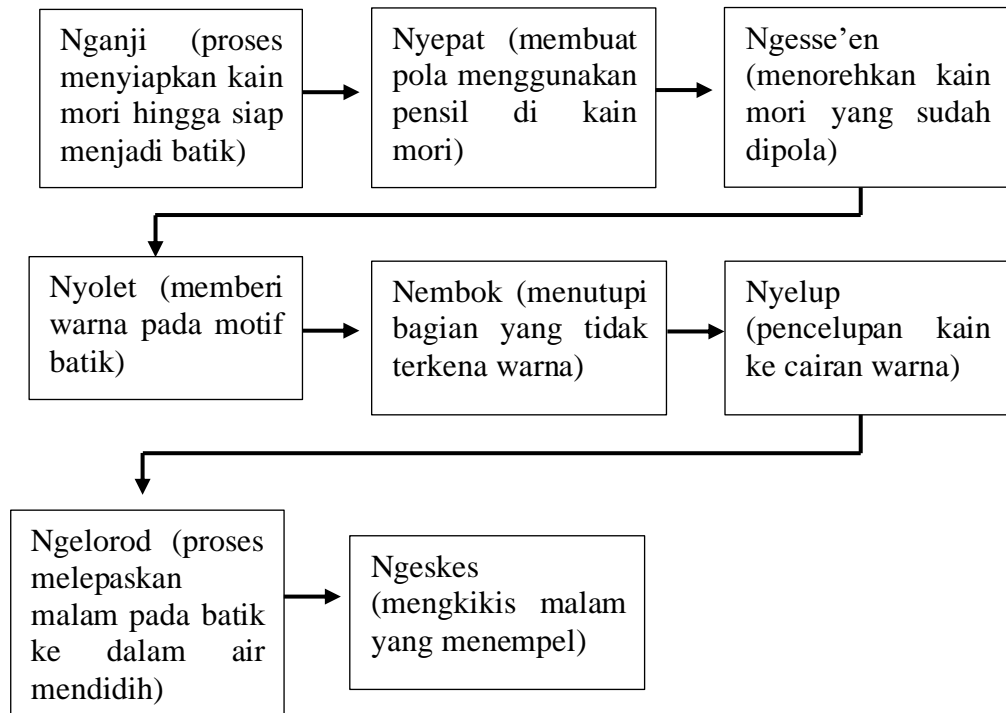 Nganji (proses
menyiapkan kain
mori hingga siap
menjadi batik)
Nyepat (membuat
pola menggunakan
pensil di kain
mori)
Ngesse’en
(menorehkan kain
mori yang sudah
dipola)
Nyolet (memberi
warna pada motif
batik)
Nembok (menutupi
bagian yang tidak
terkena warna)
Nyelup
(pencelupan kain
ke cairan warna)
Ngelorod (proses
melepaskan
malam pada batik
ke dalam air
mendidih)
Ngeskes
(mengkikis malam
yang menempel)